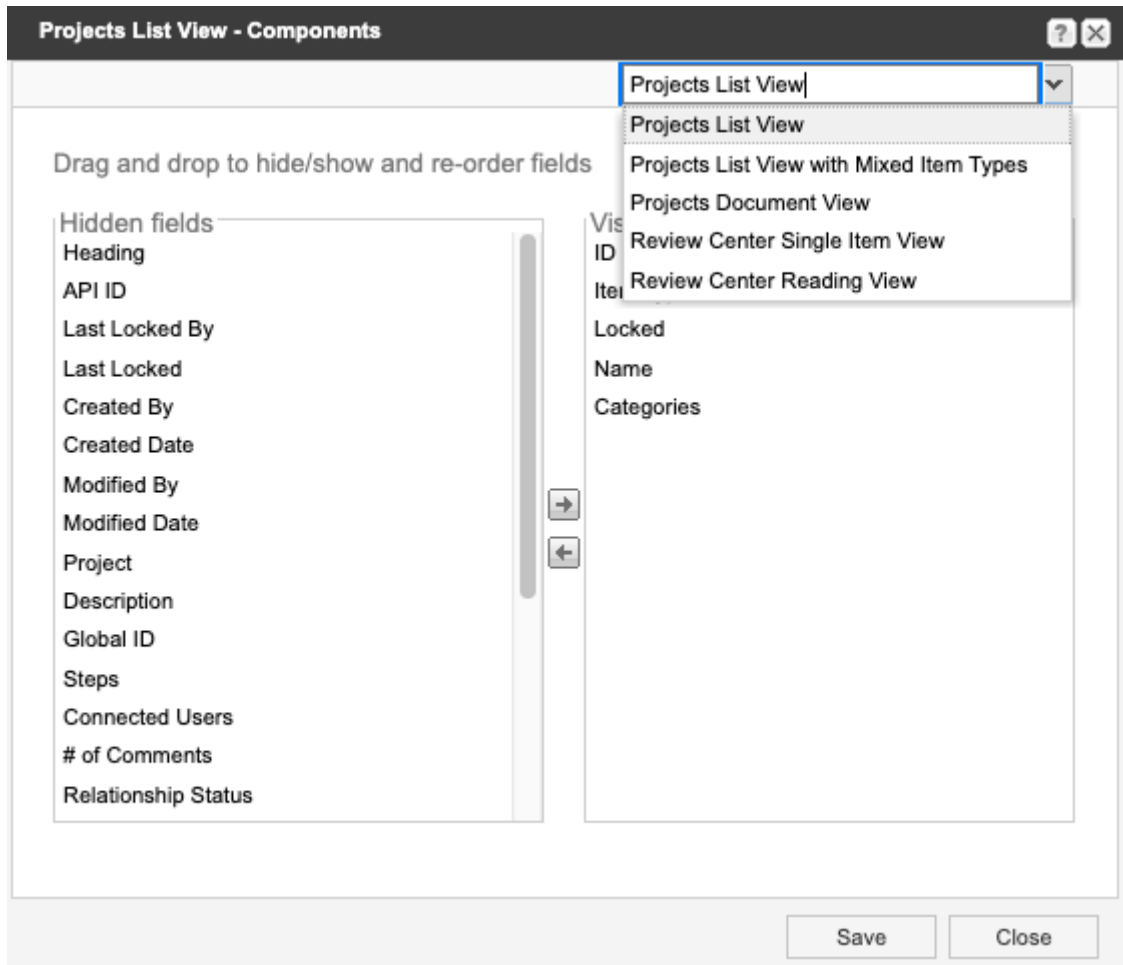 Projects List View - Components
?
Projects List View
Projects List View
Projects List View with Mixed Item Types
Projects Document View
Review Center Single Item View
Review Center Reading View
Drag and drop to hide/show and re-order fields
Hidden fields
Heading
API ID
Last Locked By
Last Locked
Created By
Created Date
Modified By
Modified Date
Project
Description
Global ID
Steps
Connected Users
# of Comments
Relationship Status
ID
Locked
Name
Categories
Save
Close